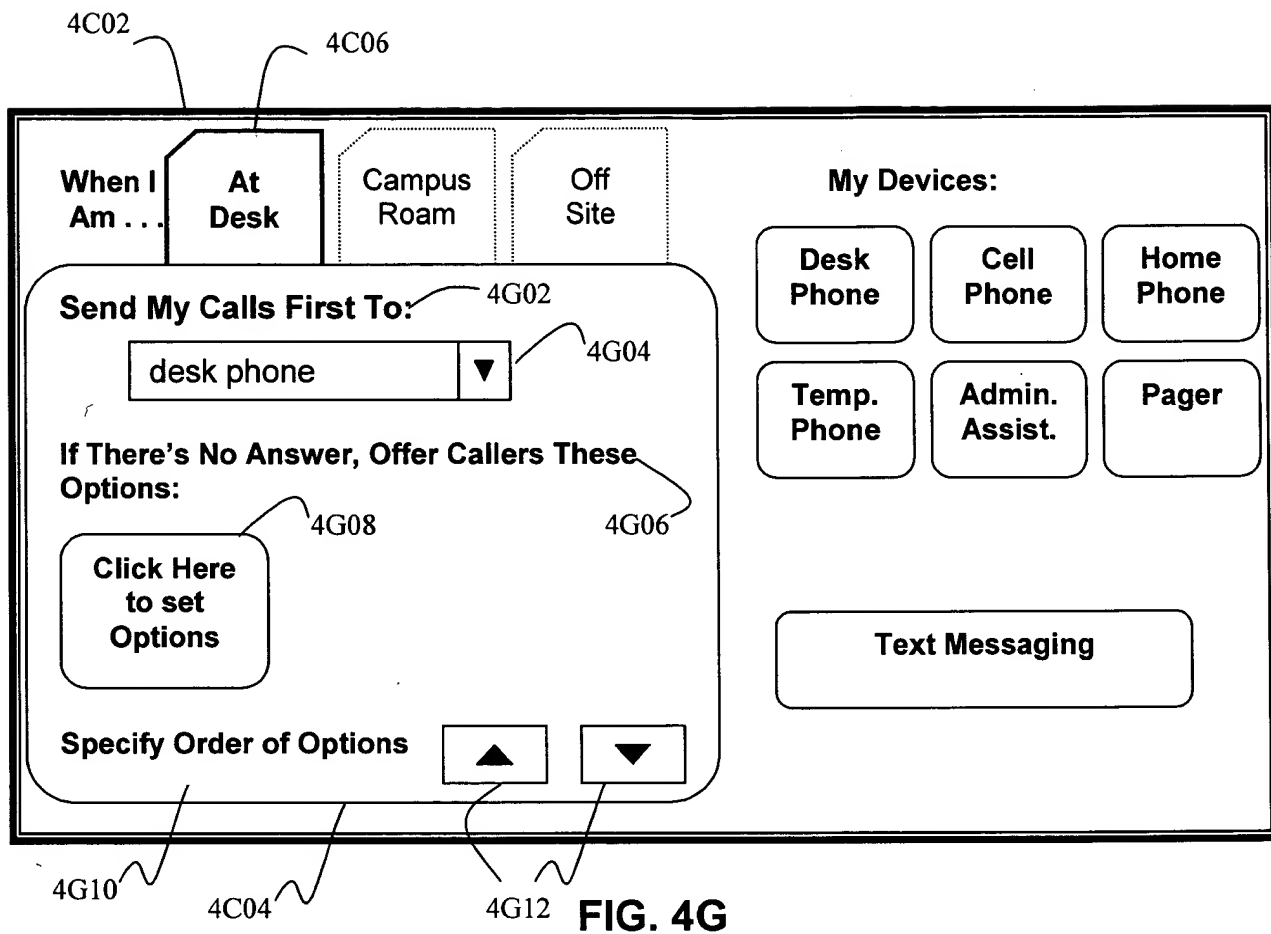 4C02
4C06
When I
Am . . .
At
Desk
Campus
Roam
Off
Site
My Devices:
Send My Calls First To:
4G02
desk phone
4G04
If There's No Answer, Offer Callers These
Options:
4G06
4G08
Click Here
to set
Options
Specify Order of Options
Desk
Phone
Cell
Phone
Home
Phone
Temp.
Phone
Admin.
Assist.
Pager
Text Messaging
4G10
4C04
4G12
FIG. 4G